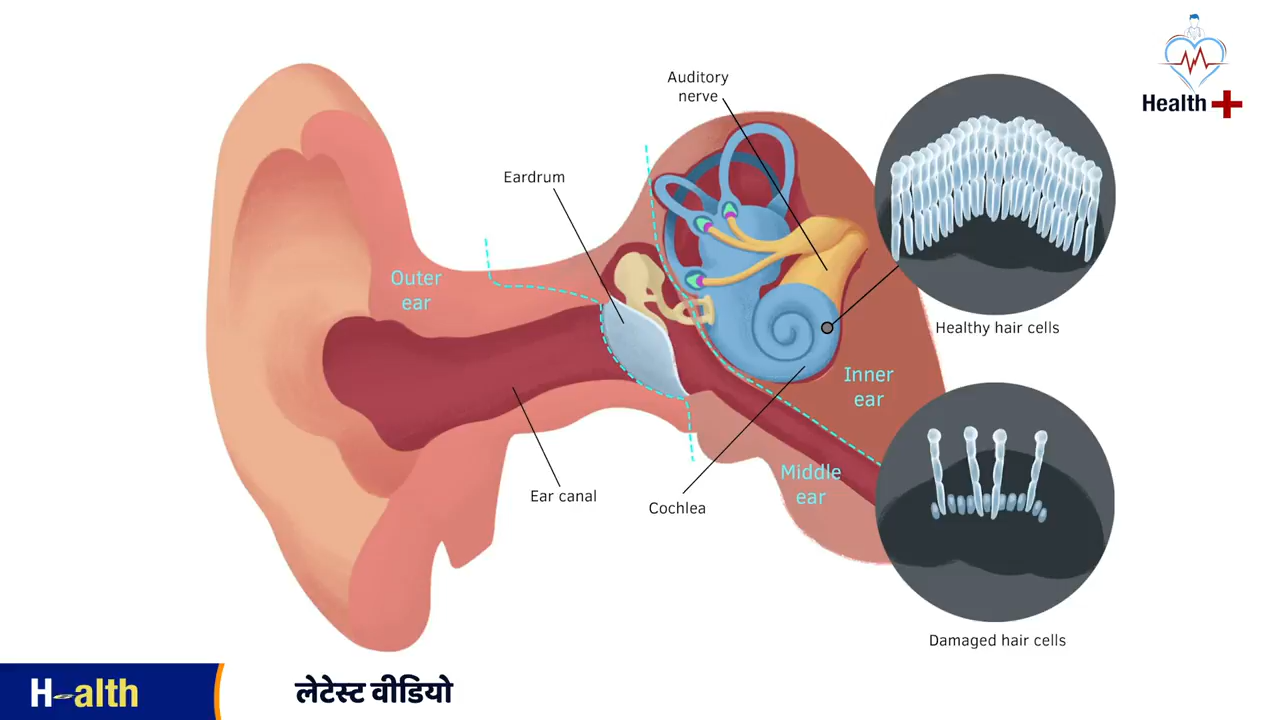 Health
Auditory
nerve
Eardrum
Outer
ear
Healthy hair cells
Inner
ear
Middle
ear
Ear canal
Cochlea
Damaged hair cells
लेटेस्ट वीडियो